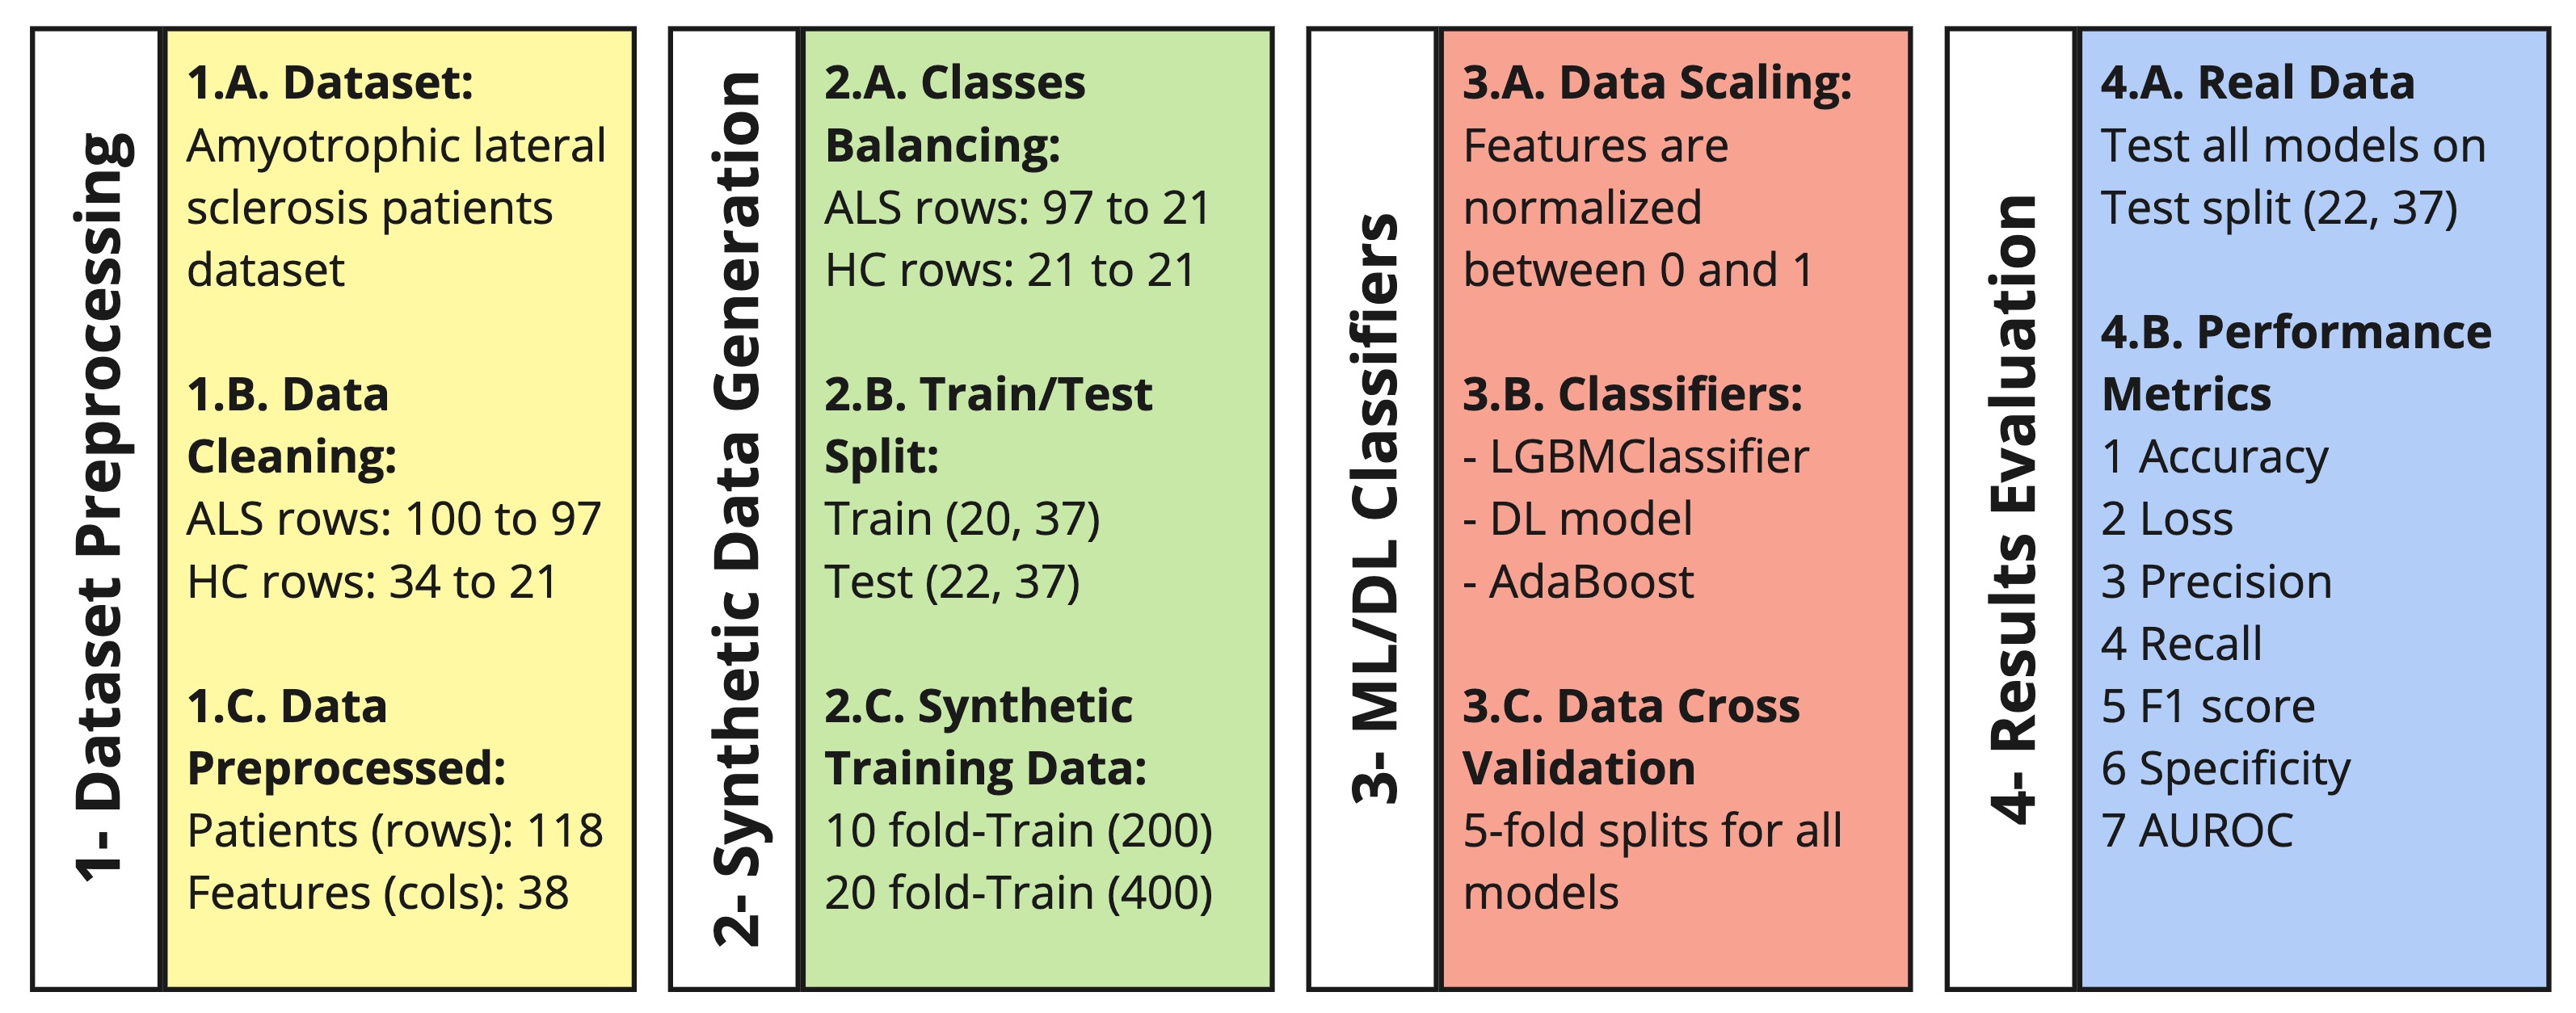 1- Dataset Preprocessing
1.A. Dataset:
Amyotrophic lateral
sclerosis patients
dataset
1.B. Data
Cleaning:
ALS rows: 100 to 97
HC rows: 34 to 21
1.C. Data
Preprocessed:
Patients (rows): 118
Features (cols): 38
2- Synthetic Data Generation
2.A. Classes
Balancing:
ALS rows: 97 to 21
HC rows: 21 to 21
2.B. Train/Test
Split:
Train (20, 37)
Test (22, 37)
2.C. Synthetic
Training Data:
10 fold-Train (200)
20 fold-Train (400)
3- ML/DL Classifiers
3.A. Data Scaling:
Features are
normalized
between 0 and 1
3.B. Classifiers:
- LGBMClassifier
- DL model
- AdaBoost
3.C. Data Cross
Validation
5-fold splits for all
models
4- Results Evaluation
4.A. Real Data
Test all models on
Test split (22, 37)
4.B. Performance
Metrics
1 Accuracy
2 Loss
3 Precision
4 Recall
5 F1 score
6 Specificity
7 AUROC